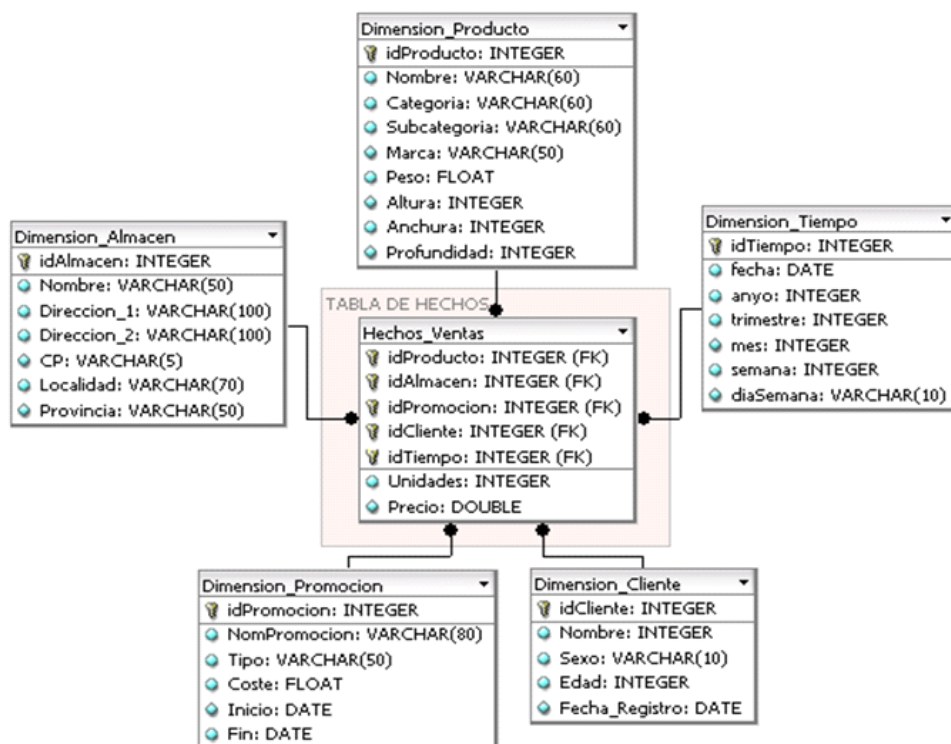 Dimension_Producto
idProducto: INTEGER
Nombre: VARCHAR(60)
Categoria: VARCHAR(60)
Subcategoria: VARCHAR(60)
Marca: VARCHAR(50)
Peso: FLOAT
Altura: INTEGER
Anchura: INTEGER
Profundidad: INTEGER
Dimension_Almacen
idAlmacen: INTEGER
Nombre: VARCHAR(50)
Direccion_1: VARCHAR(100)
Direccion_2: VARCHAR(100)
CP: VARCHAR(5)
Localidad: VARCHAR(70)
Provincia: VARCHAR(50)
Dimension_Tiempo
idTiempo: INTEGER
fecha: DATE
anyo: INTEGER
trimestre: INTEGER
mes: INTEGER
semana: INTEGER
diaSemana: VARCHAR(10)
TABLA DE HECHOS
Hechos_Ventas
idProducto: INTEGER (FK)
idAlmacen: INTEGER (FK)
idPromocion: INTEGER (FK)
idCliente: INTEGER (FK)
idTiempo: INTEGER (FK)
Unidades: INTEGER
Precio: DOUBLE
Dimension_Promocion
idPromocion: INTEGER
NomPromocion: VARCHAR(80)
Tipo: VARCHAR(50)
Coste: FLOAT
Inicio: DATE
Fin: DATE
Dimension_Cliente
idCliente: INTEGER
Nombre: INTEGER
Sexo: VARCHAR(10)
Edad: INTEGER
Fecha_Registro: DATE